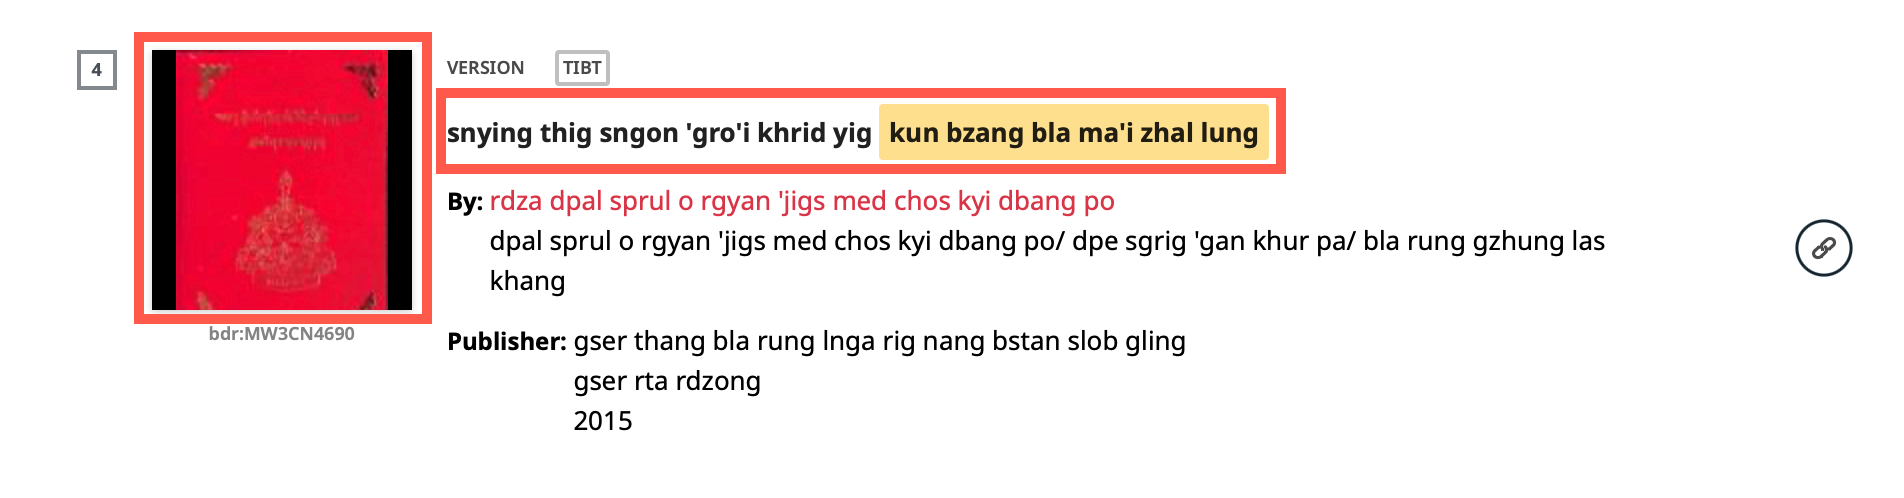 4
VERSION TIBT
snying thig sngon 'gro'i khrid yig kun bzang bla ma'i zhal lung
By: rdza dpal sprul o rgyan 'jigs med chos kyi dbang po
dpal sprul o rgyan 'jigs med chos kyi dbang po/ dpe sgrig 'gan khur pa/ bla rung gzhung las
khang
bdr:MW3CN4690
Publisher: gser thang bla rung lnga rig nang bstan slob gling
gser rta rdzong
2015